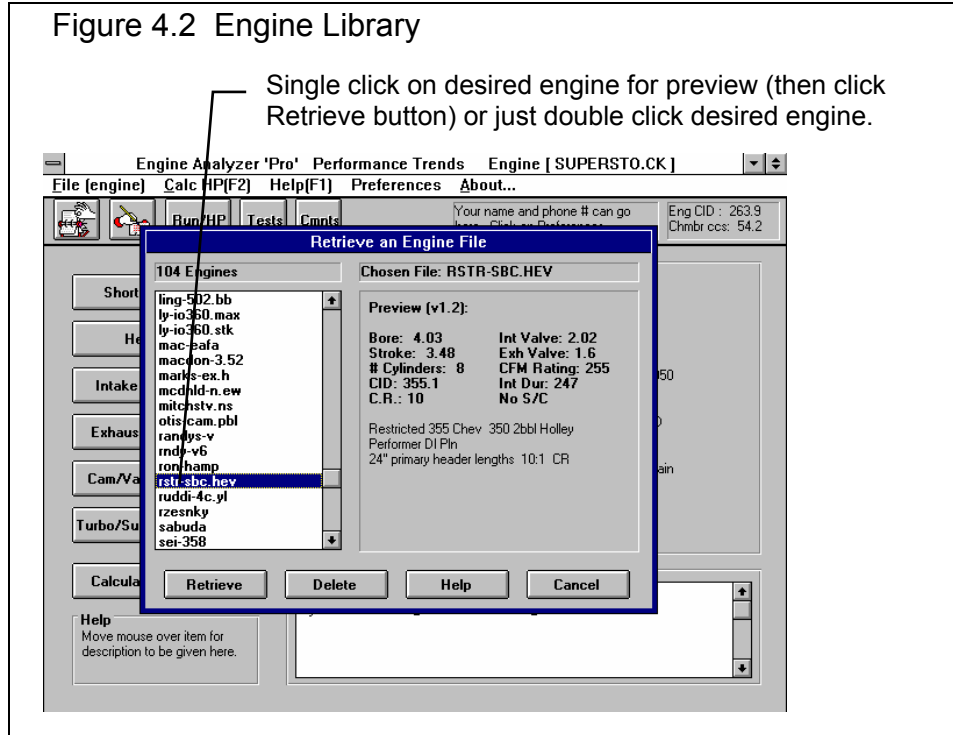 Figure 4.2 Engine Library
Single click on desired engine for preview (then click
Retrieve button) or just double click desired engine.
Engine Analyzer 'Pro' Performance Trends Engine [ SUPERSTO.CK ]
File (engine) Calc HP(F2) Help(F1) Preferences About...
Run/HP Tests Cmnts
Your name and phone # can go
Eng CID : 263.9
Chmbr ccs: 54.2
Retrieve an Engine File
104 Engines
Chosen File: RSTR-SBC.HEV
ling-502.bb
ly-io360.max
ly-io360.stk
mac-eafa
macdon-3.52
marks-ex.h
mcdnld-n.ew
mitchstv.ns
otis-cam.pbl
randys-v
rndy-v6
ron-hamp
rstr-sbc.hev
ruddi-4c.yl
rzesnky
sabuda
sei-358
Preview (v1.2):
Bore: 4.03 Int Valve: 2.02
Stroke: 3.48 Exh Valve: 1.6
# Cylinders: 8 CFM Rating: 255
CID: 355.1 Int Dur: 247
C.R.: 10 No S/C
Restricted 355 Chev 350 2bbl Holley
Performer DI Pln
24" primary header lengths 10:1 CR
Retrieve Delete Help Cancel
Short
He
Intake
Exhaus
Cam/Va
Turbo/Su
Calcula
Help
Move mouse over item for
description to be given here.